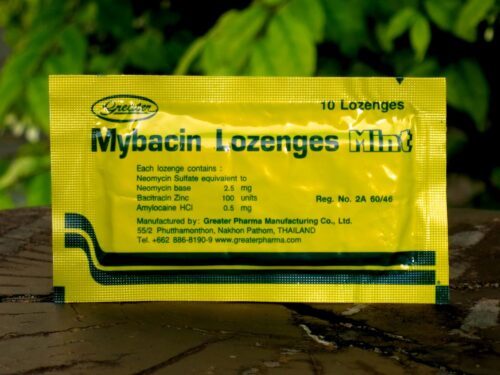 Greater
10 Lozenges
Mybacin Lozenges Mint
Each lozenge contains :
Neomycin Sulfate equivalent to
Neomycin base 2.5 mg
Bacitracin Zinc 100 units
Amylocaine HCl 0.5 mg
Reg. No. 2A 60/46
Manufactured by : Greater Pharma Manufacturing Co., Ltd.
55/2 Phutthamonthon, Nakhon Pathom, THAILAND
Tel. +662 886-8190-9 www.greaterpharma.com